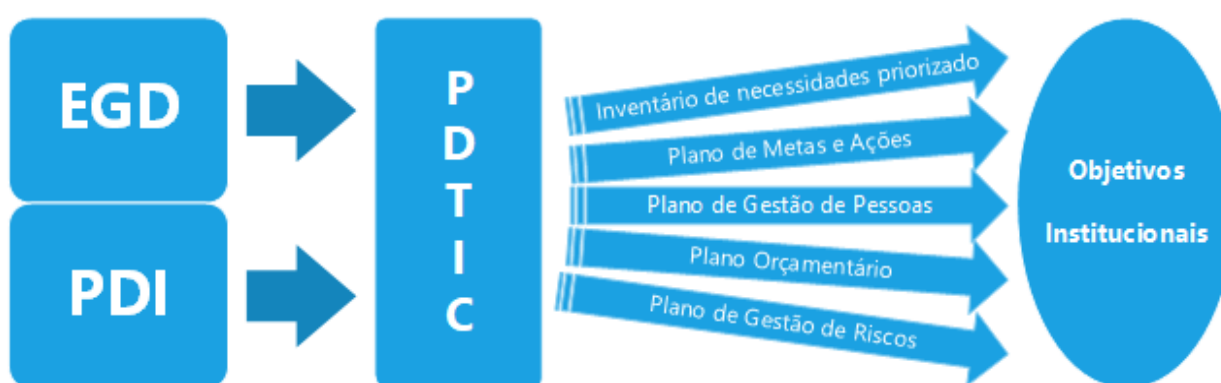 EGD
PDI
P
D
T
I
C
Inventário de necessidades priorizado
Plano de Metas e Ações
Plano de Gestão de Pessoas
Plano Orçamentário
Plano de Gestão de Riscos
Objetivos
Institucionais